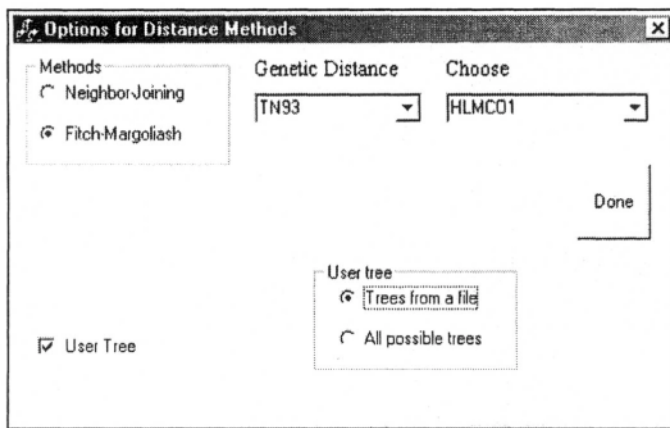 Options for Distance Methods
Methods
Genetic Distance
Choose
Neighbor-Joining
TN93
HLMCO1
Fitch-Margoliash
Done
User tree
Trees from a file
User Tree
All possible trees